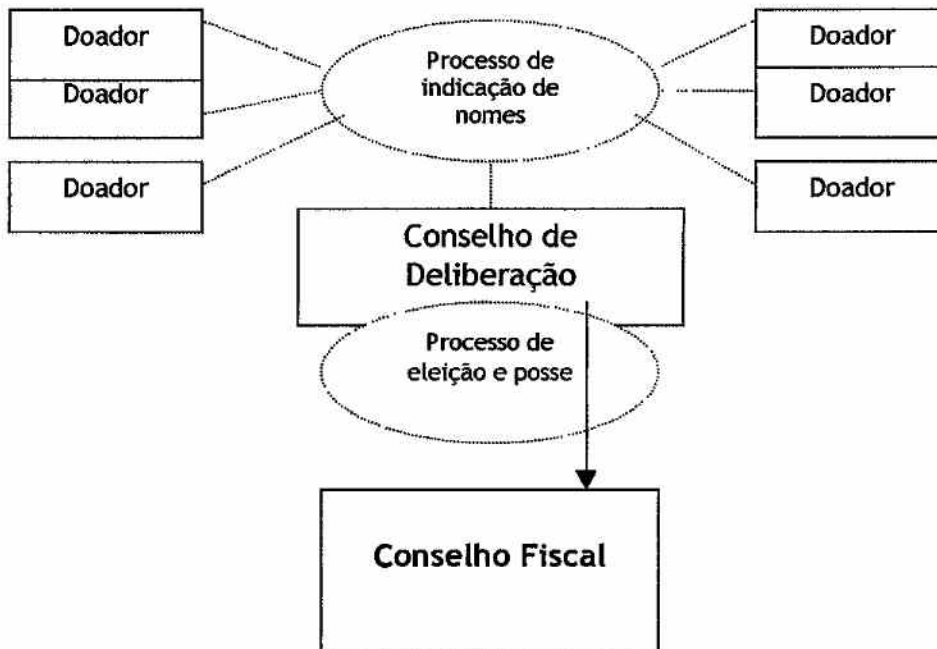 Doador
Doador
Doador
Processo de
indicação de
nomes
Doador
Doador
Doador
Conselho de
Deliberação
Processo de
eleição e posse
Conselho Fiscal